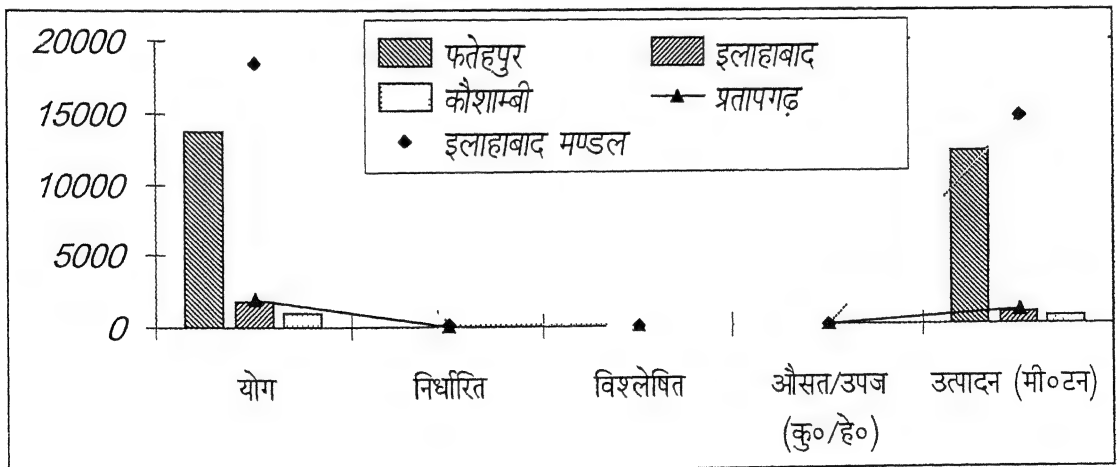 20000
15000
10000
5000
0
फतेहपुर
इलाहाबाद
कौशाम्बी
प्रतापगढ़
इलाहाबाद मण्डल
योग
निर्धारित
विश्लेषित
औसत/उपज
(कु०/हे०)
उत्पादन (मी०टन)